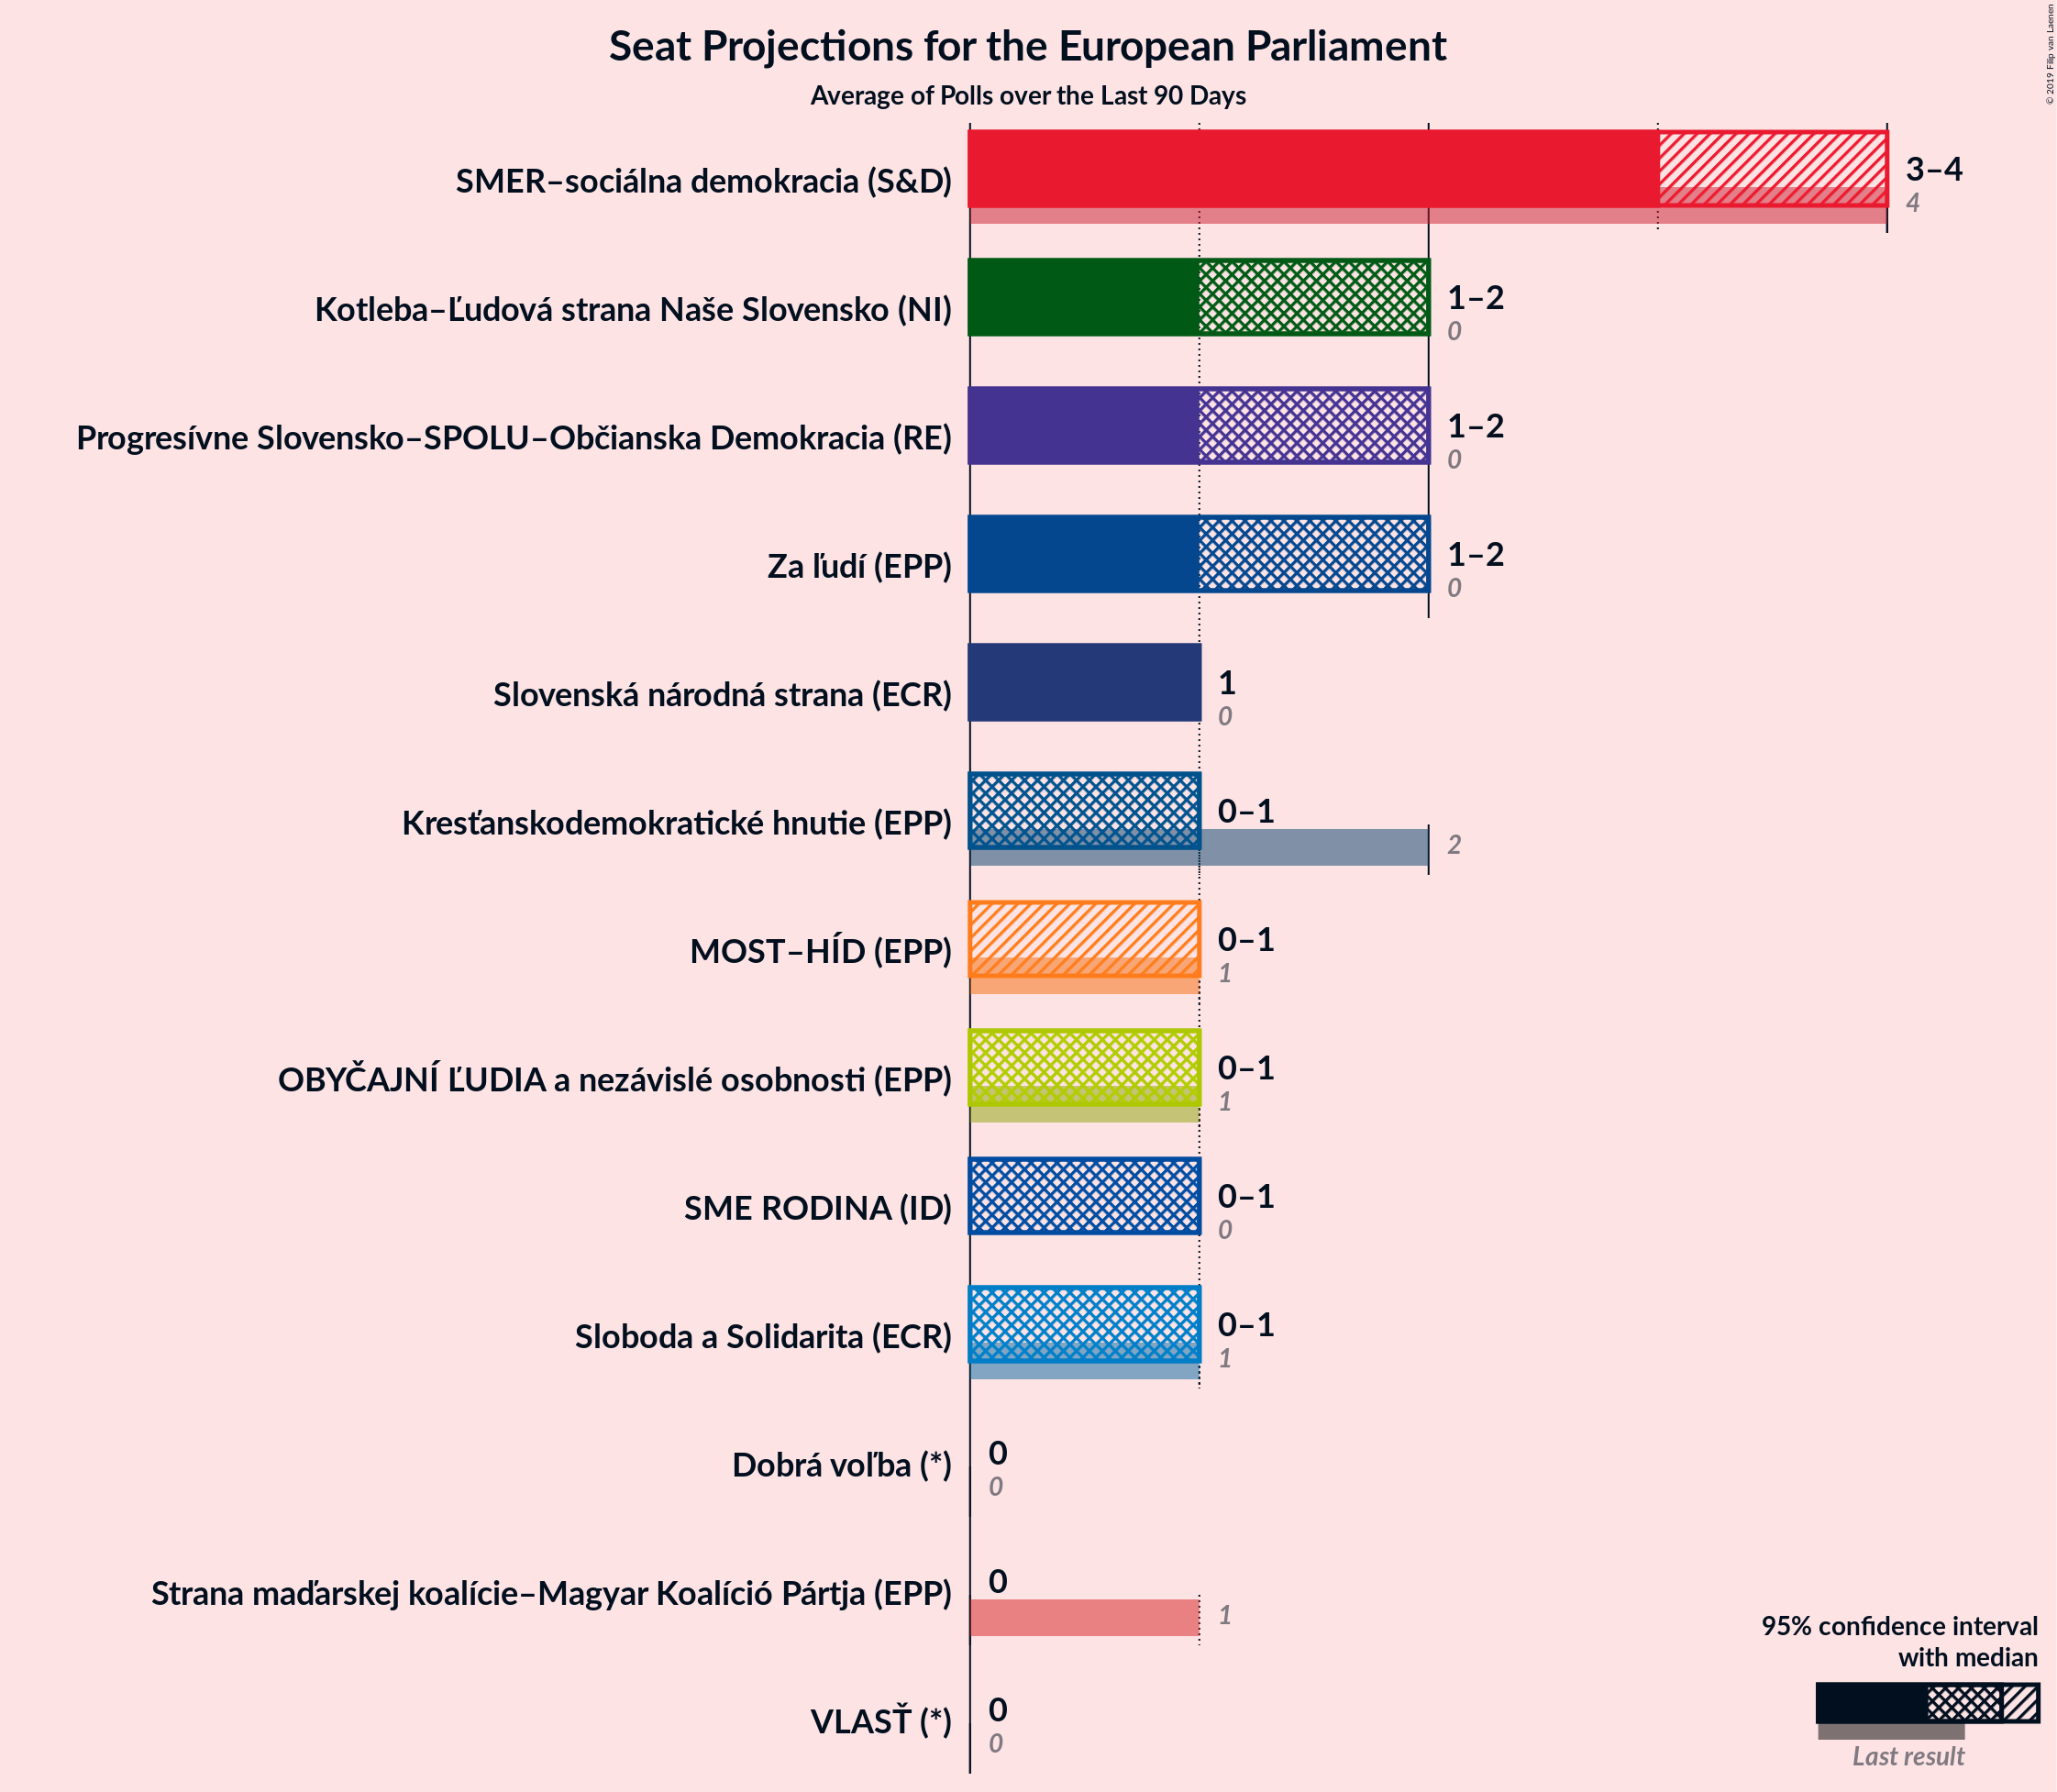 Seat Projections for the European Parliament
Average of Polls over the Last 90 Days
© 2019 Filip van Laenen
SMER–sociálna demokracia (S&D)
3–4
4
Kotleba–Ľudová strana Naše Slovensko (NI)
1–2
0
Progresívne Slovensko–SPOLU–Občianska Demokracia (RE)
1–2
0
Za ľudí (EPP)
1–2
0
Slovenská národná strana (ECR)
1
0
Kresťanskodemokratické hnutie (EPP)
0–1
2
MOST–HÍD (EPP)
0–1
1
OBYČAJNÍ ĽUDIA a nezávislé osobnosti (EPP)
0–1
1
SME RODINA (ID)
0–1
0
Sloboda a Solidarita (ECR)
0–1
1
Dobrá voľba (*)
0
0
Strana maďarskej koalície–Magyar Koalíció Pártja (EPP)
0
1
VLASŤ (*)
0
0
95% confidence interval
with median
Last result